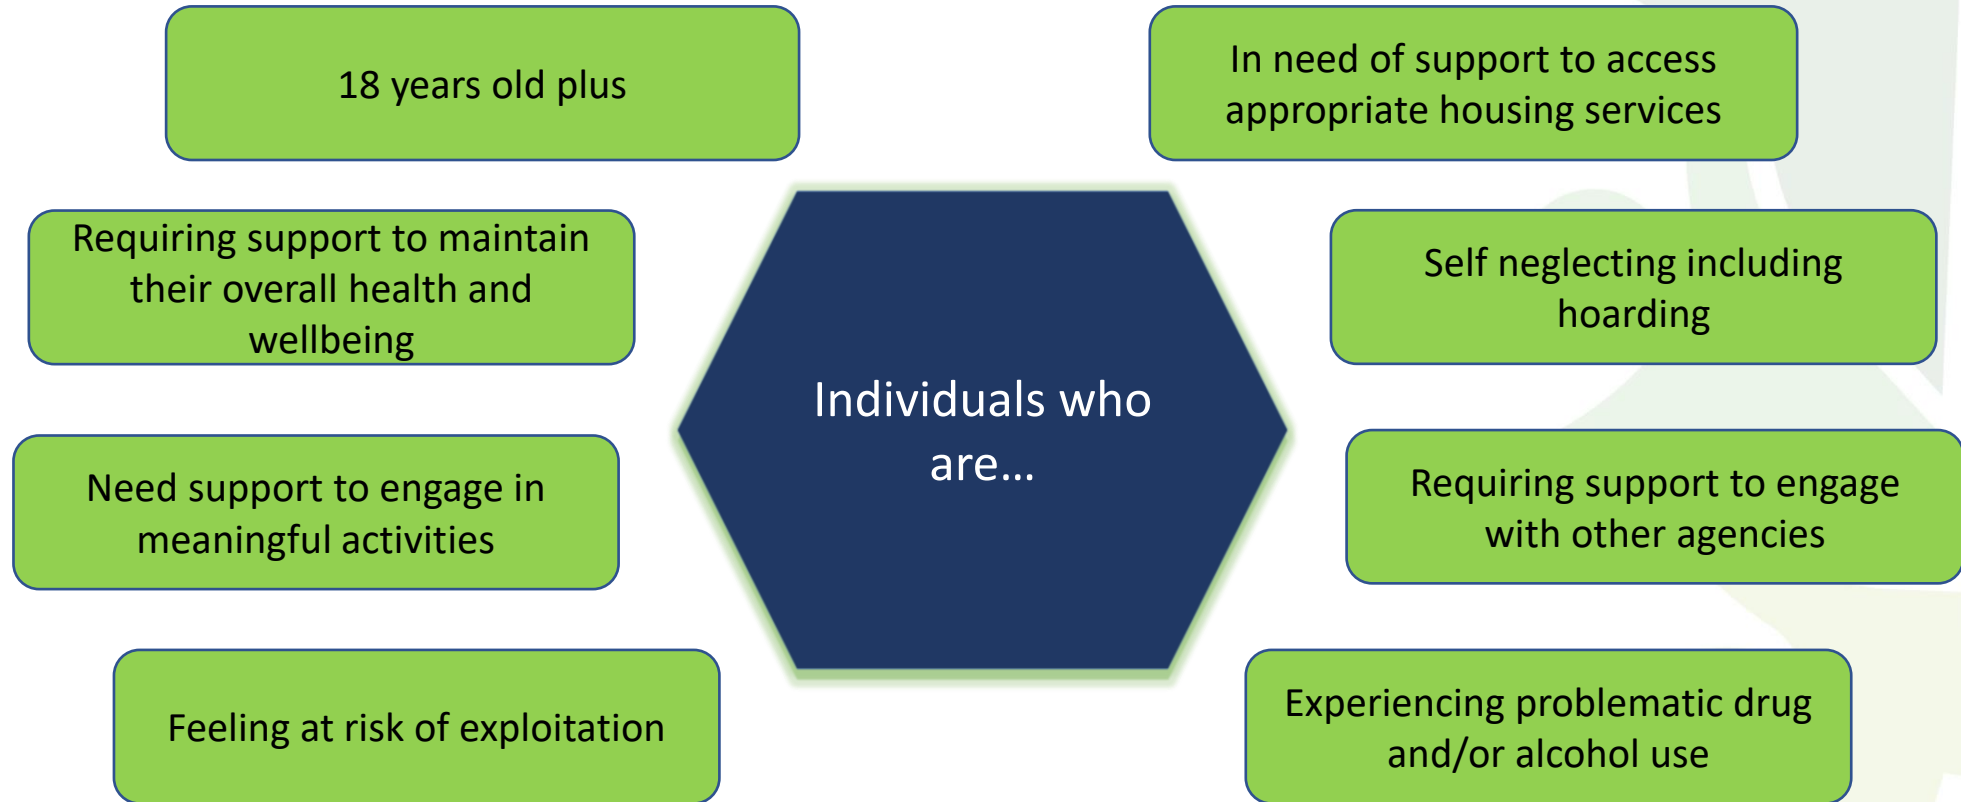 18 years old plus
In need of support to access
appropriate housing services
Requiring support to maintain
their overall health and
wellbeing
Self neglecting including
hoarding
Individuals who
are...
Need support to engage in
meaningful activities
Requiring support to engage
with other agencies
Feeling at risk of exploitation
Experiencing problematic drug
and/or alcohol use